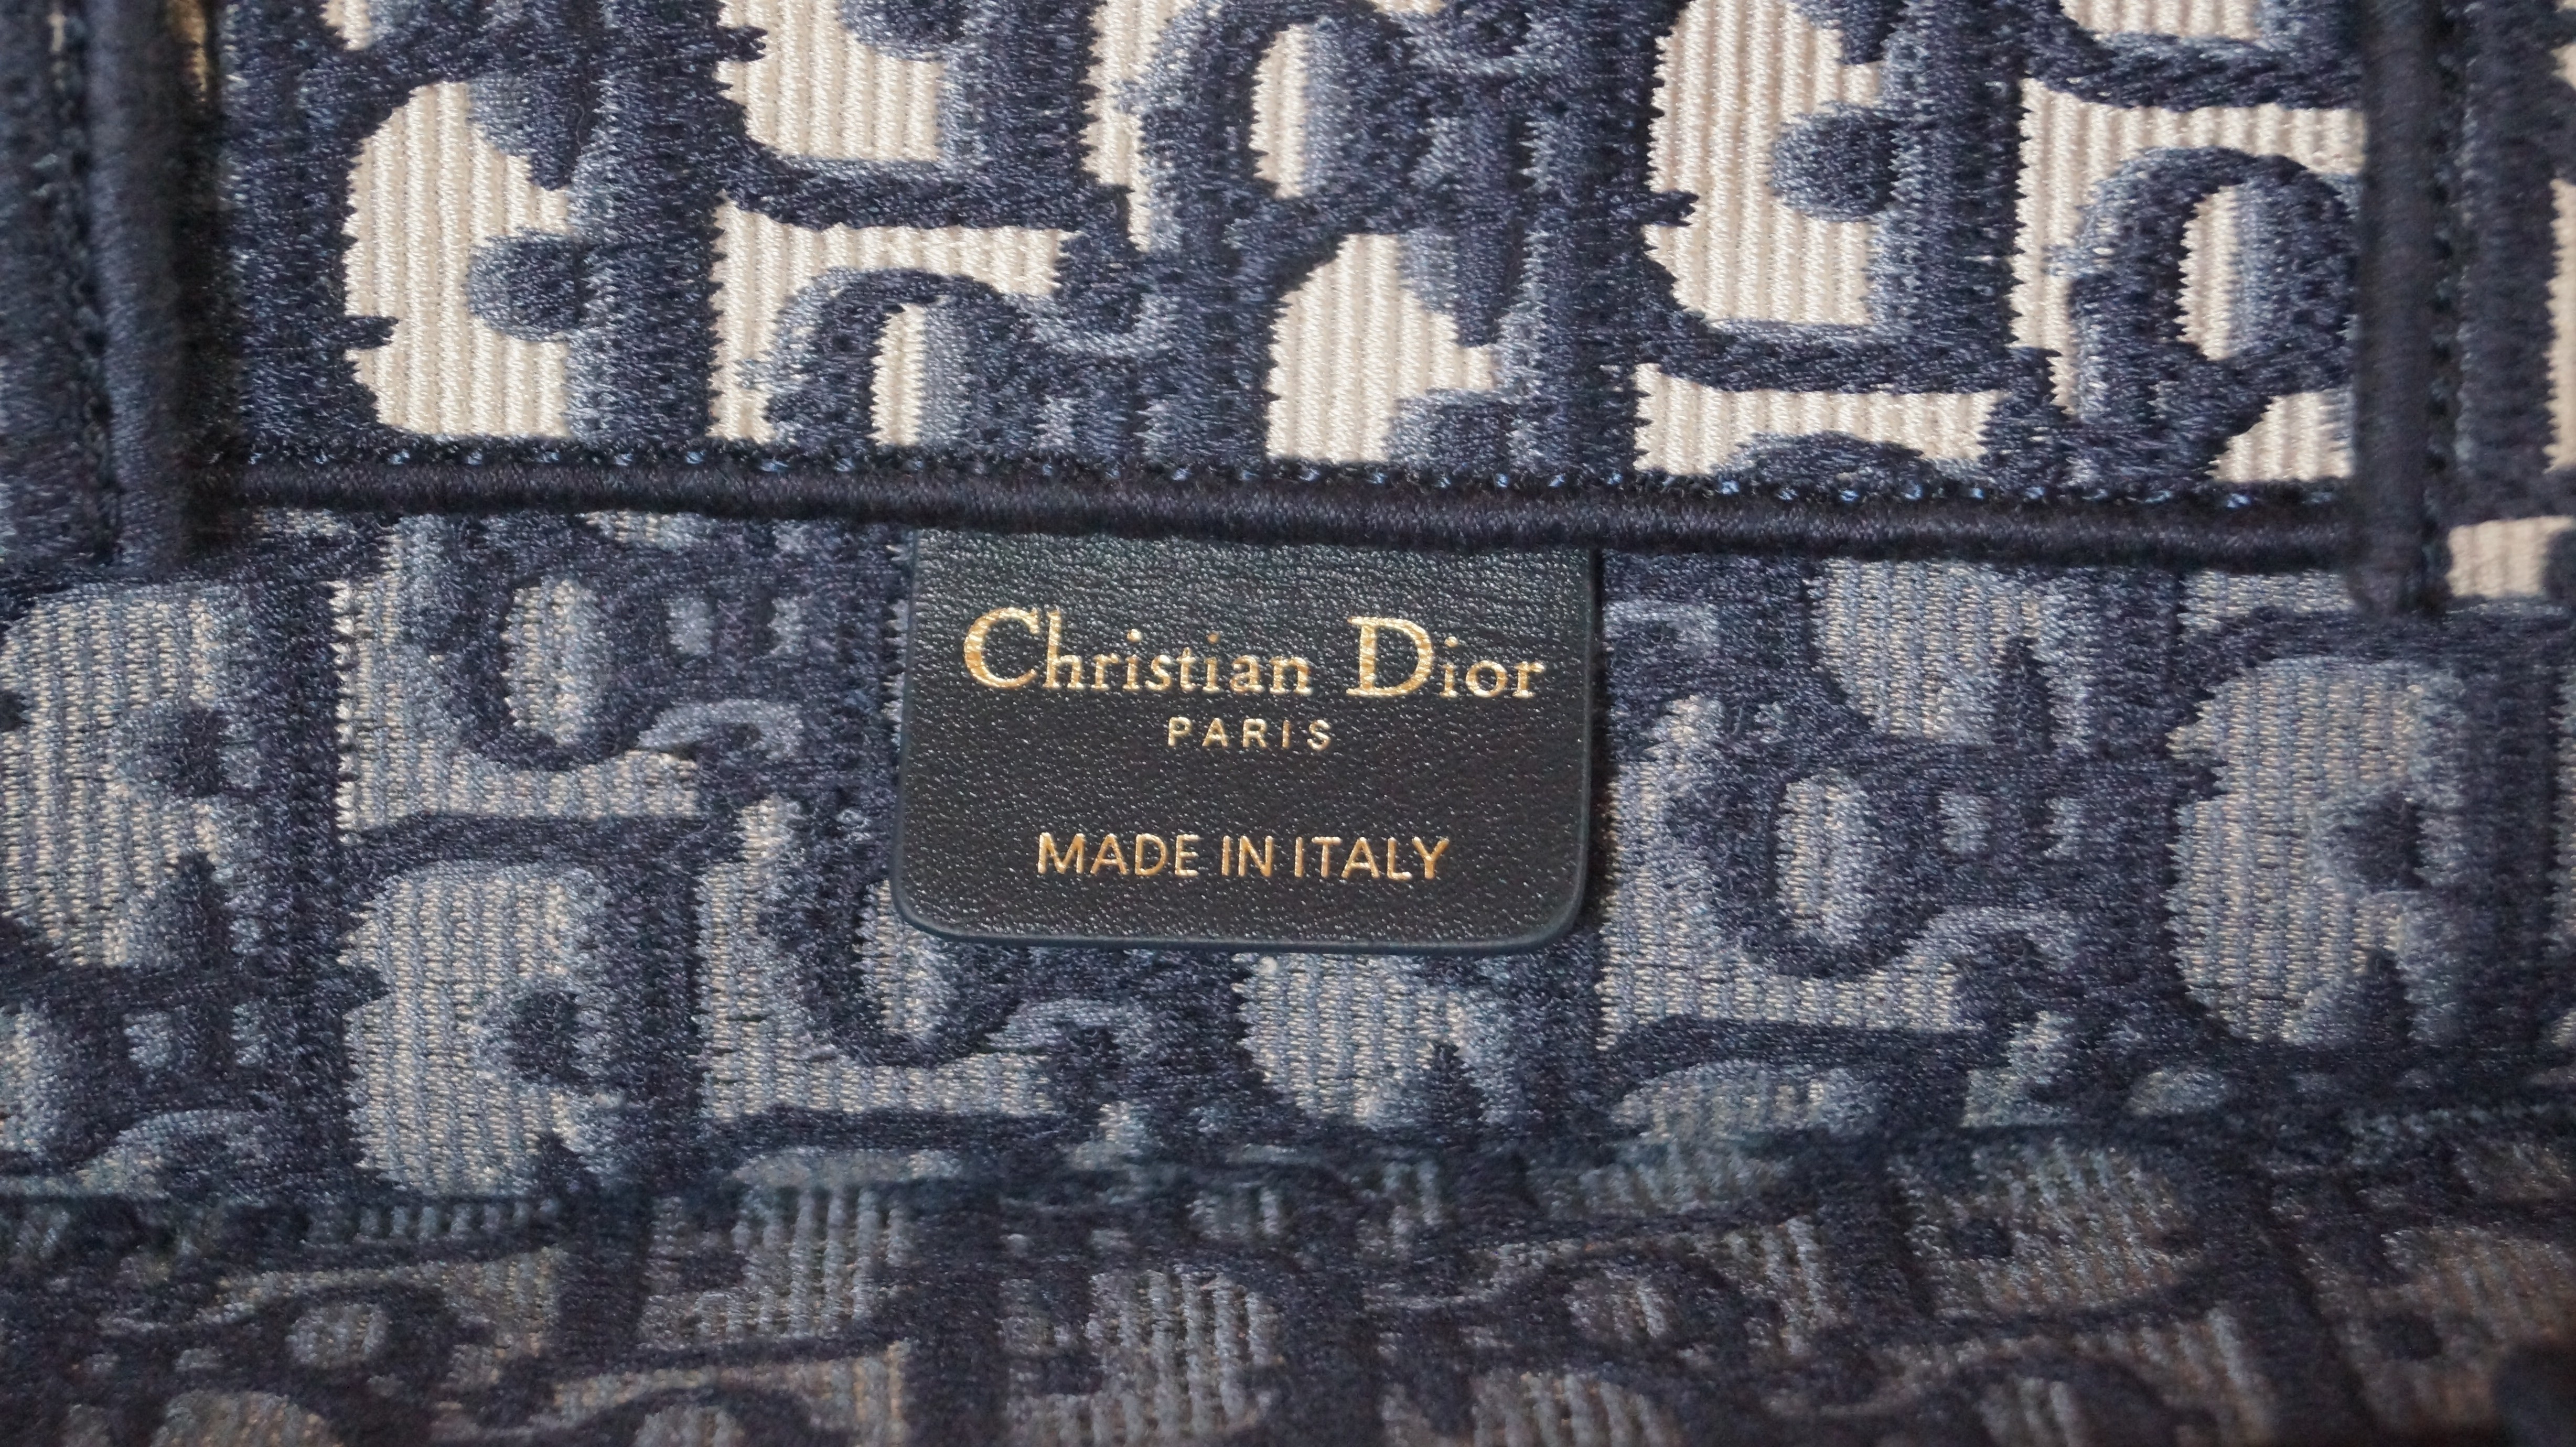 Christian Dior
PARIS
MADE IN ITALY